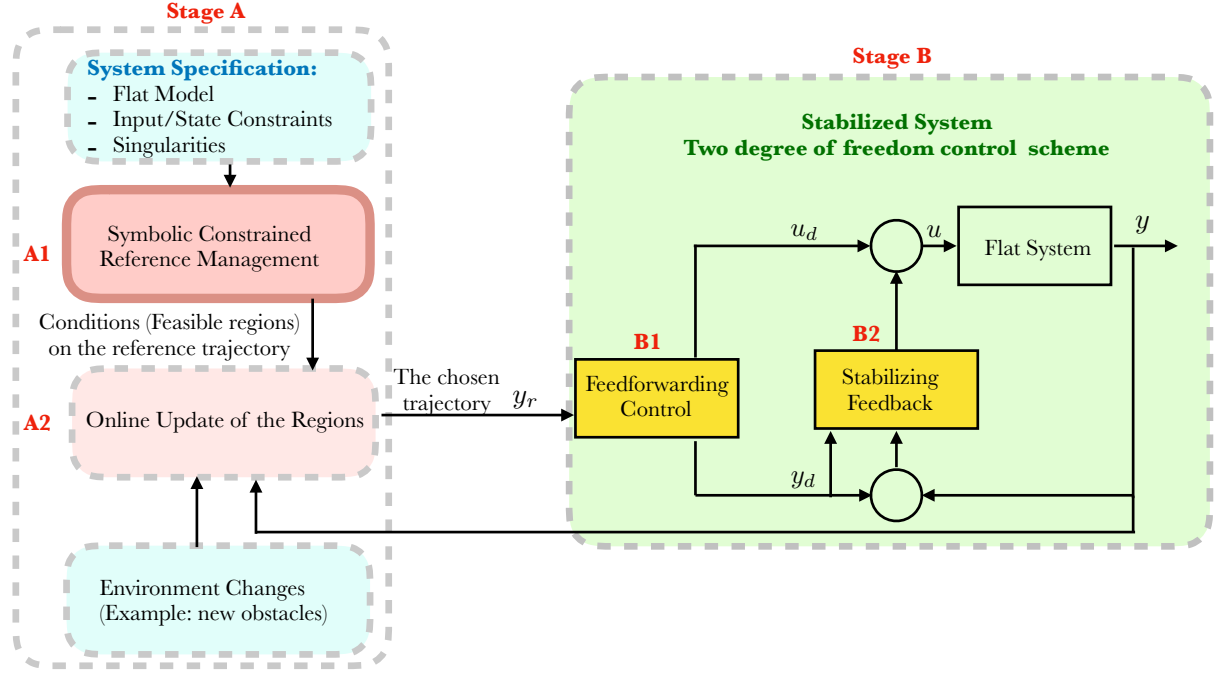 Stage A
System Specification:
- Flat Model
- Input/State Constraints
- Singularities
A1
Symbolic Constrained
Reference Management
Conditions (Feasible regions)
on the reference trajectory
A2
Online Update of the Regions
Environment Changes
(Example: new obstacles)
The chosen
trajectory y_r
Stage B
Stabilized System
Two degree of freedom control scheme
u_d
u
Flat System
y
B1
Feedforwarding
Control
B2
Stabilizing
Feedback
y_d